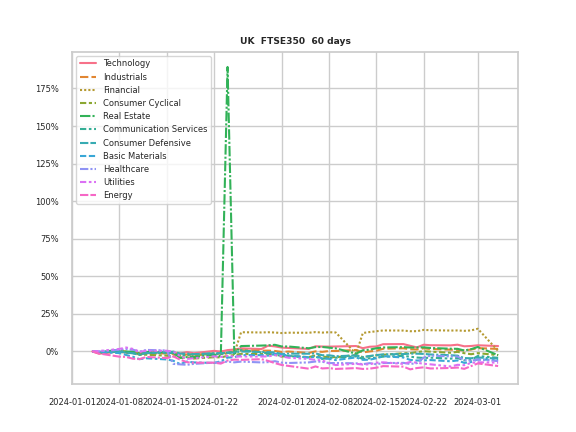 UK FTSE350 60 days
Technology
Industrials
Financial
Consumer Cyclical
Real Estate
Communication Services
Consumer Defensive
Basic Materials
Healthcare
Utilities
Energy
175%
150%
125%
100%
75%
50%
25%
0%
2024-01-01 2024-01-08 2024-01-15 2024-01-22 2024-02-01 2024-02-08 2024-02-15 2024-02-22 2024-03-01